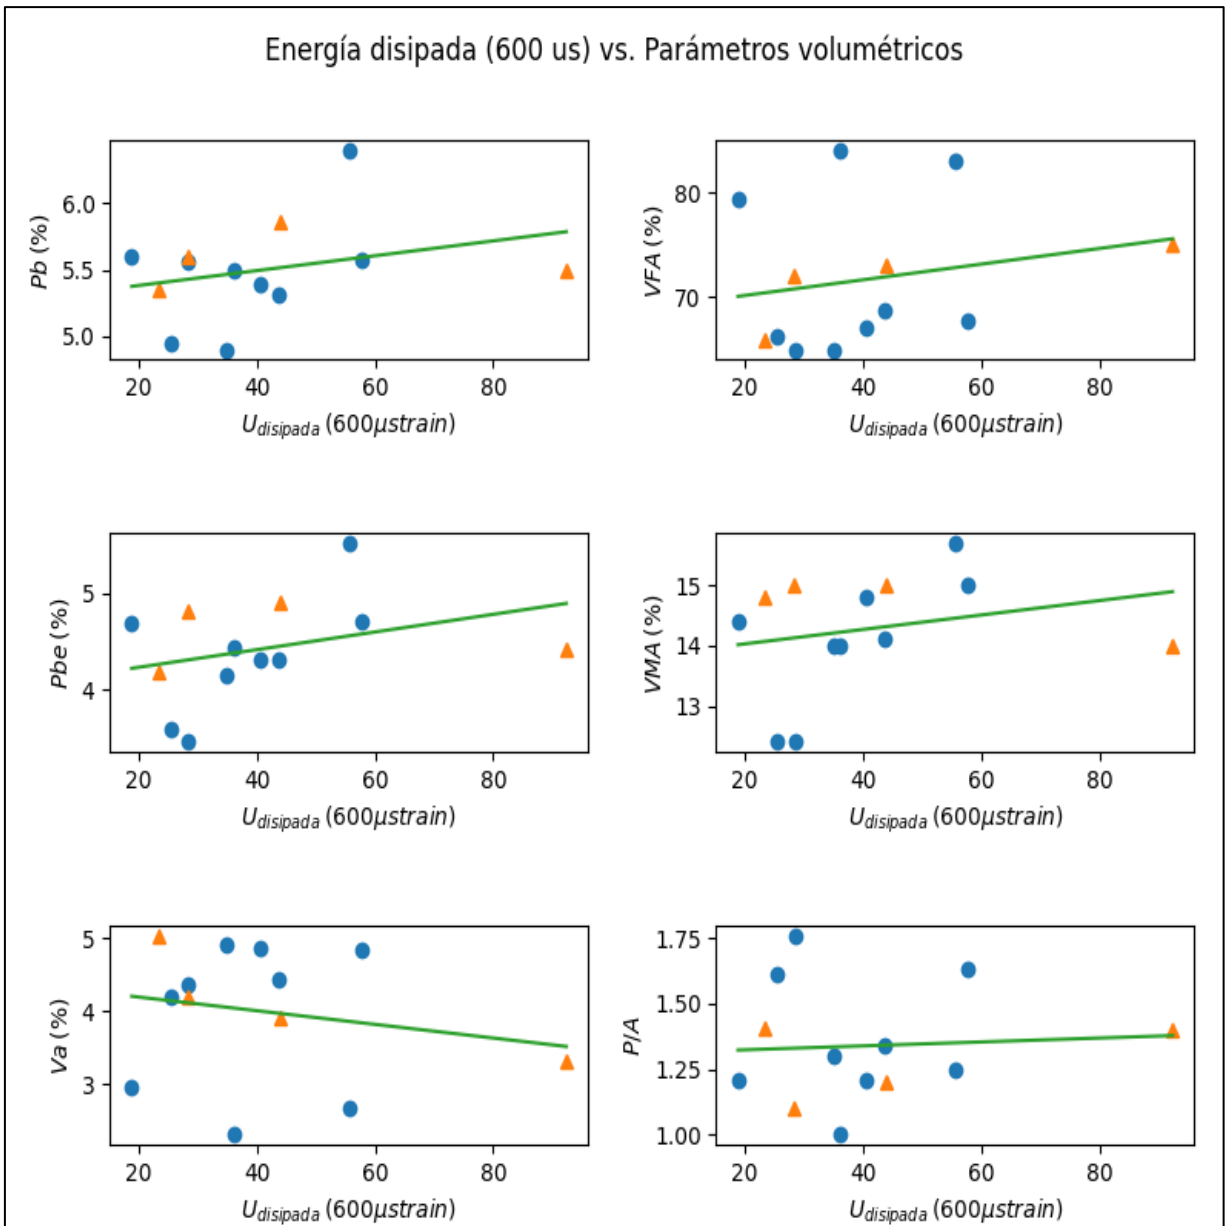 Energía disipada (600 us) vs. Parámetros volumétricos
Pb (%)
6.0
5.5
5.0
20 40 60 80
U_disipada (600μstrain)
VFA (%)
80
70
20 40 60 80
U_disipada (600μstrain)
Pbe (%)
5
4
20 40 60 80
U_disipada (600μstrain)
VMA (%)
15
14
13
20 40 60 80
U_disipada (600μstrain)
Va (%)
5
4
3
20 40 60 80
U_disipada (600μstrain)
P/A
1.75
1.50
1.25
1.00
20 40 60 80
U_disipada (600μstrain)